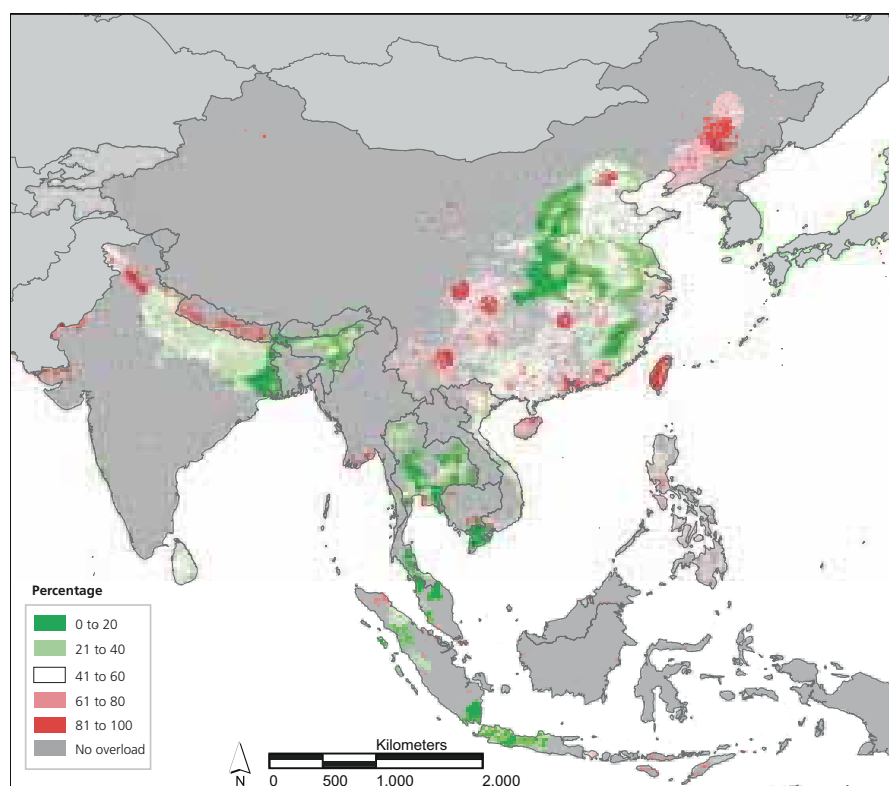 Percentage
0 to 20
21 to 40
41 to 60
61 to 80
81 to 100
No overload
N
Kilometers
0 500 1.000 2.000